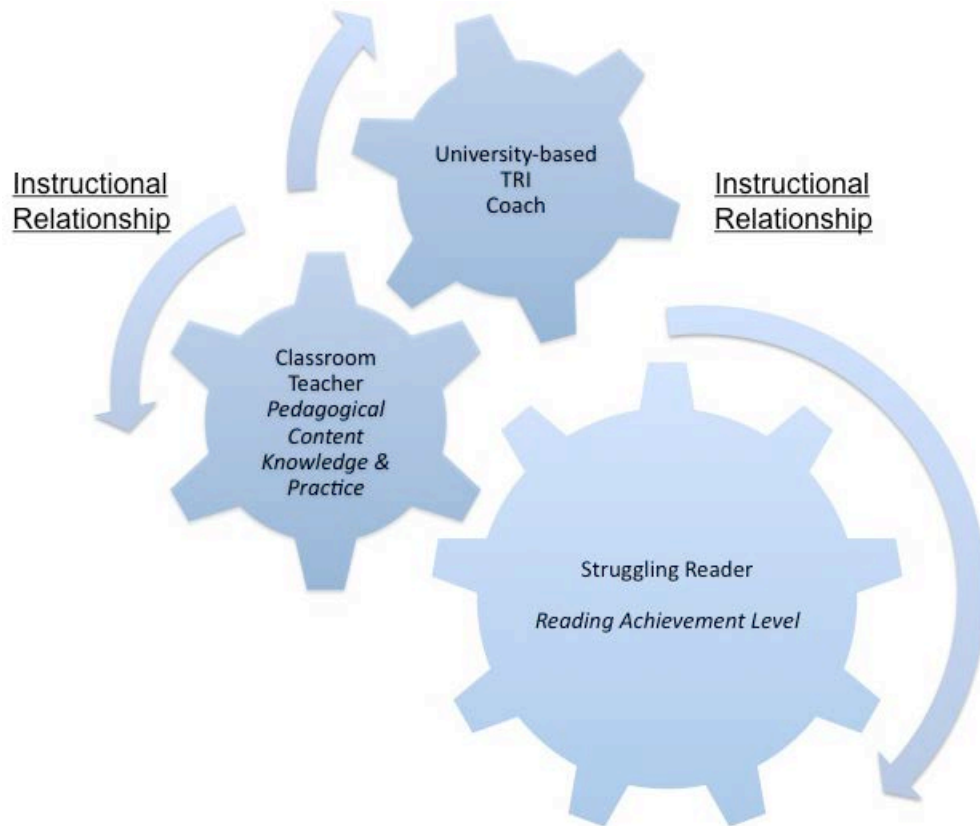 University-based
TRI
Coach
Instructional
Relationship
Instructional
Relationship
Classroom
Teacher
Pedagogical
Content
Knowledge &
Practice
Struggling Reader
Reading Achievement Level